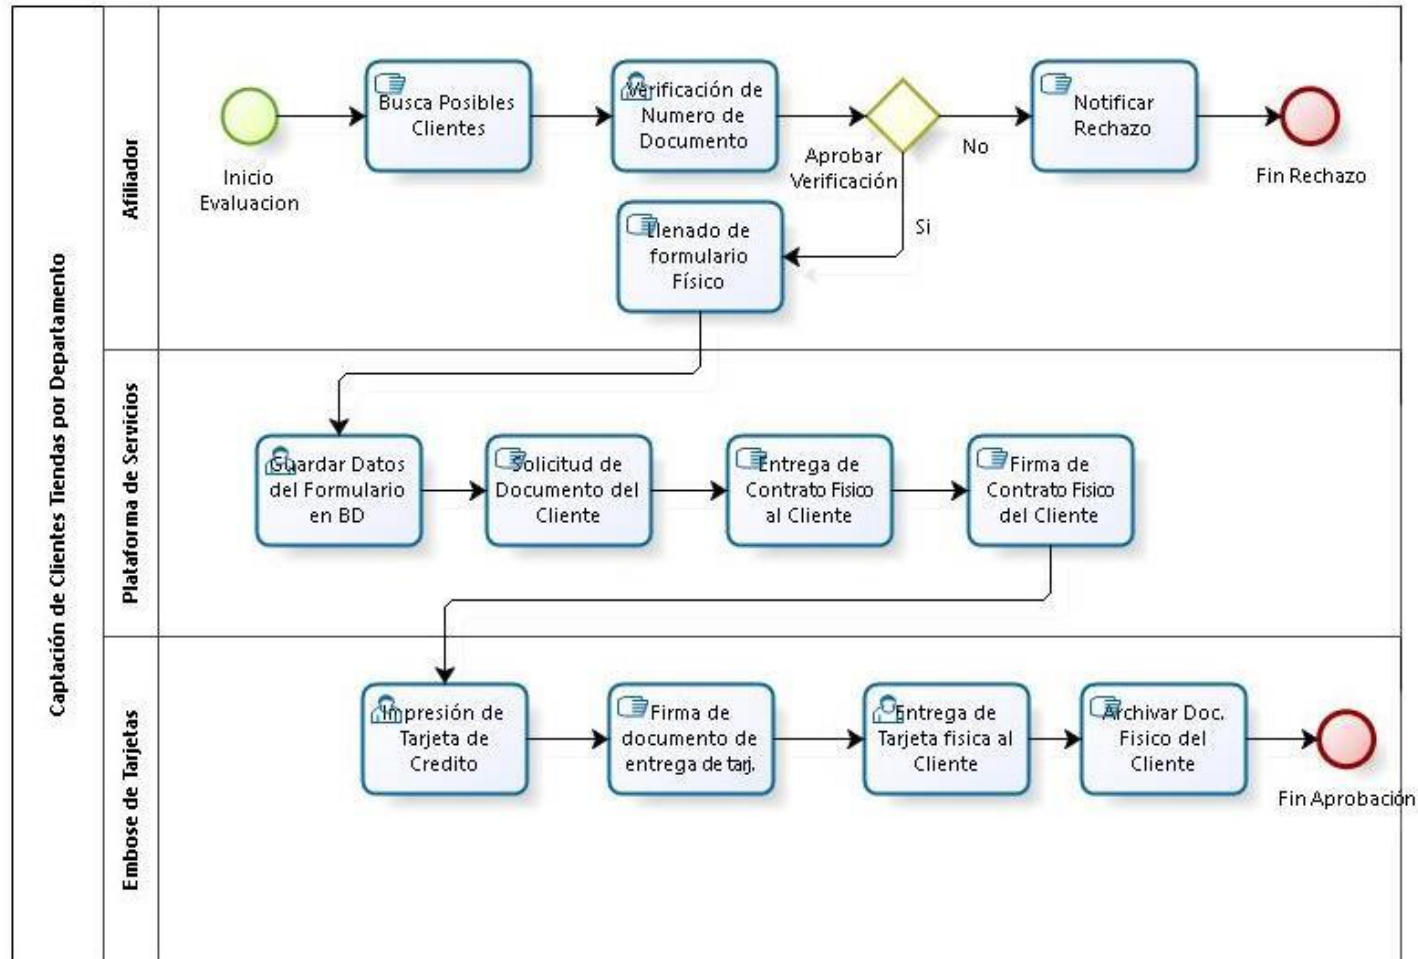 Captación de Clientes Tiendas por Departamento
Afiliador
Inicio
Evaluacion
Busca Posibles
Clientes
Verificación de
Numero de
Documento
Aprobar
Verificación
No
Si
Notificar
Rechazo
Fin Rechazo
Llenado de
formulario
Físico
Plataforma de Servicios
Guardar Datos
del Formulario
en BD
Solicitud de
Documento del
Cliente
Entrega de
Contrato Fisico
al Cliente
Firma de
Contrato Fisico
del Cliente
Embose de Tarjetas
Impresión de
Tarjeta de
Credito
Firma de
documento de
entrega de tarj.
Entrega de
Tarjeta fisica al
Cliente
Archivar Doc.
Fisico del
Cliente
Fin Aprobación